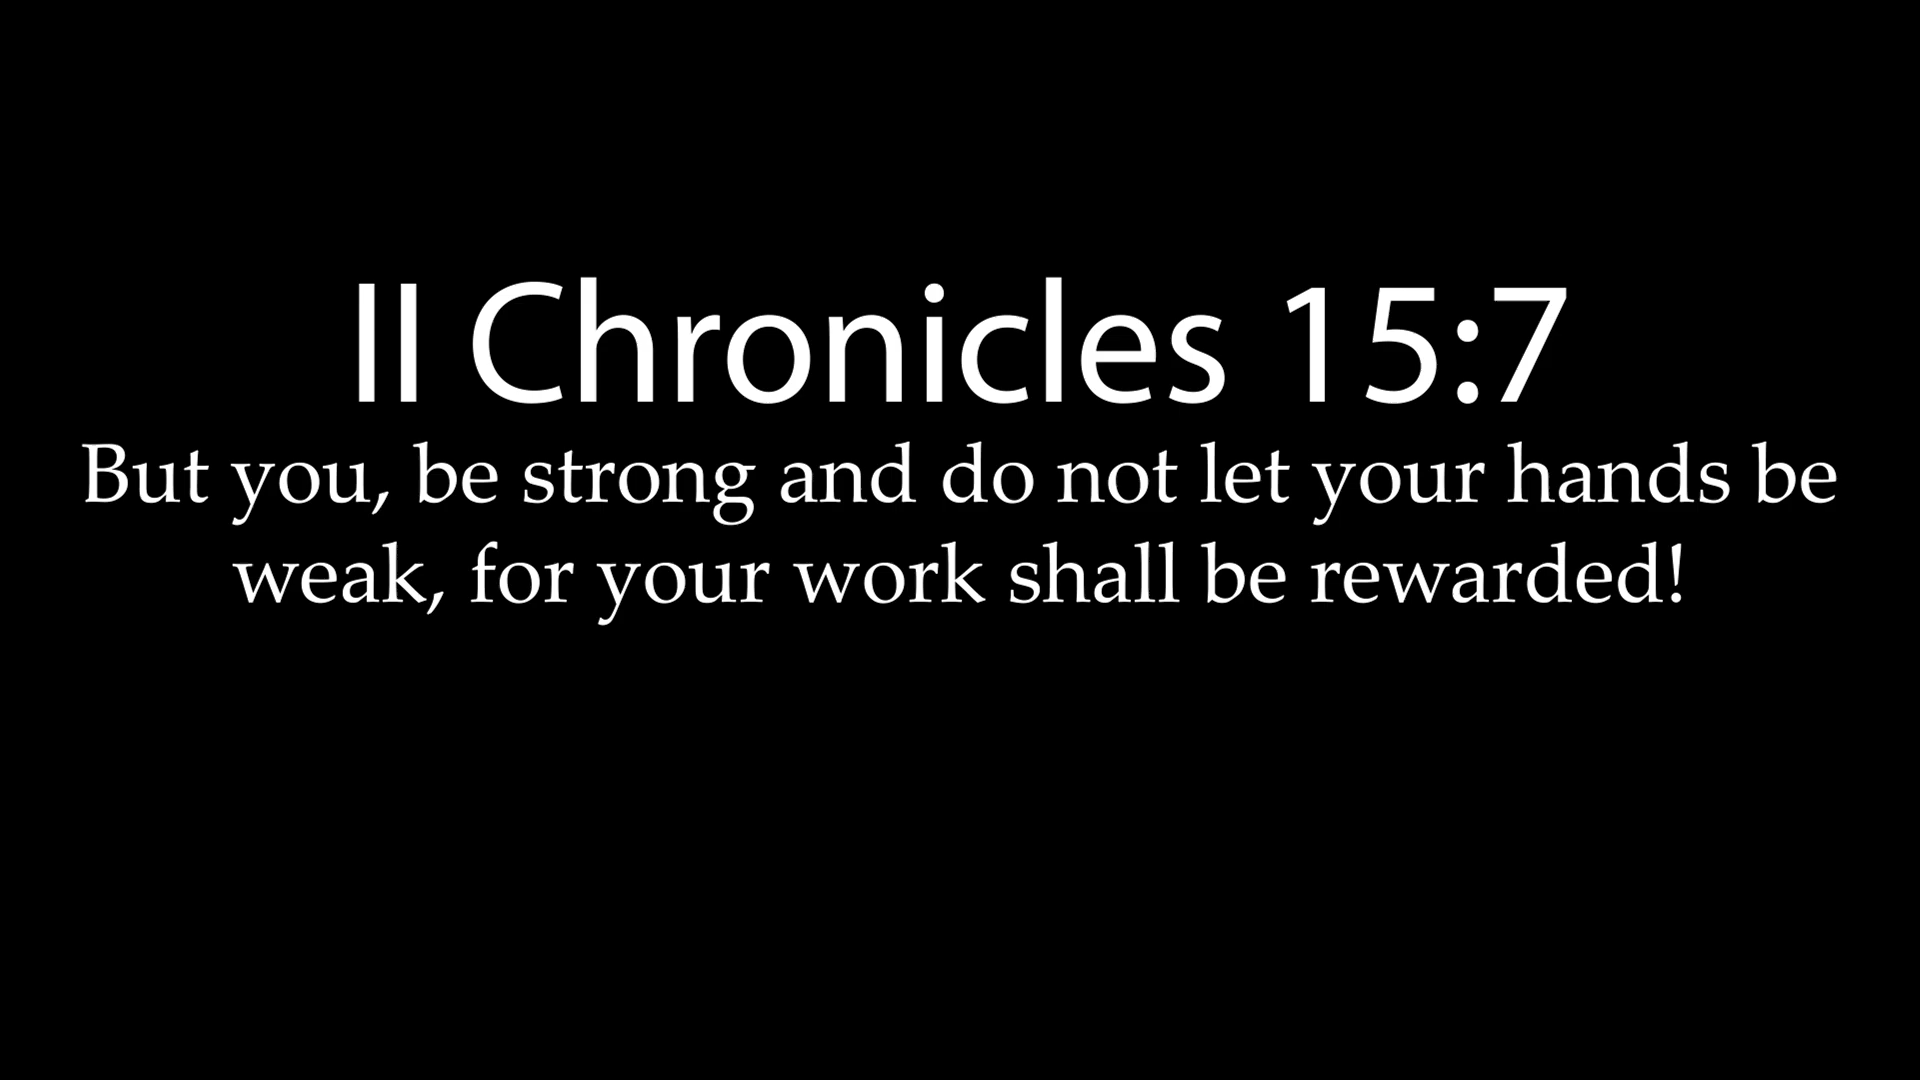 II Chronicles 15:7
But you, be strong and do not let your hands be
weak, for your work shall be rewarded!